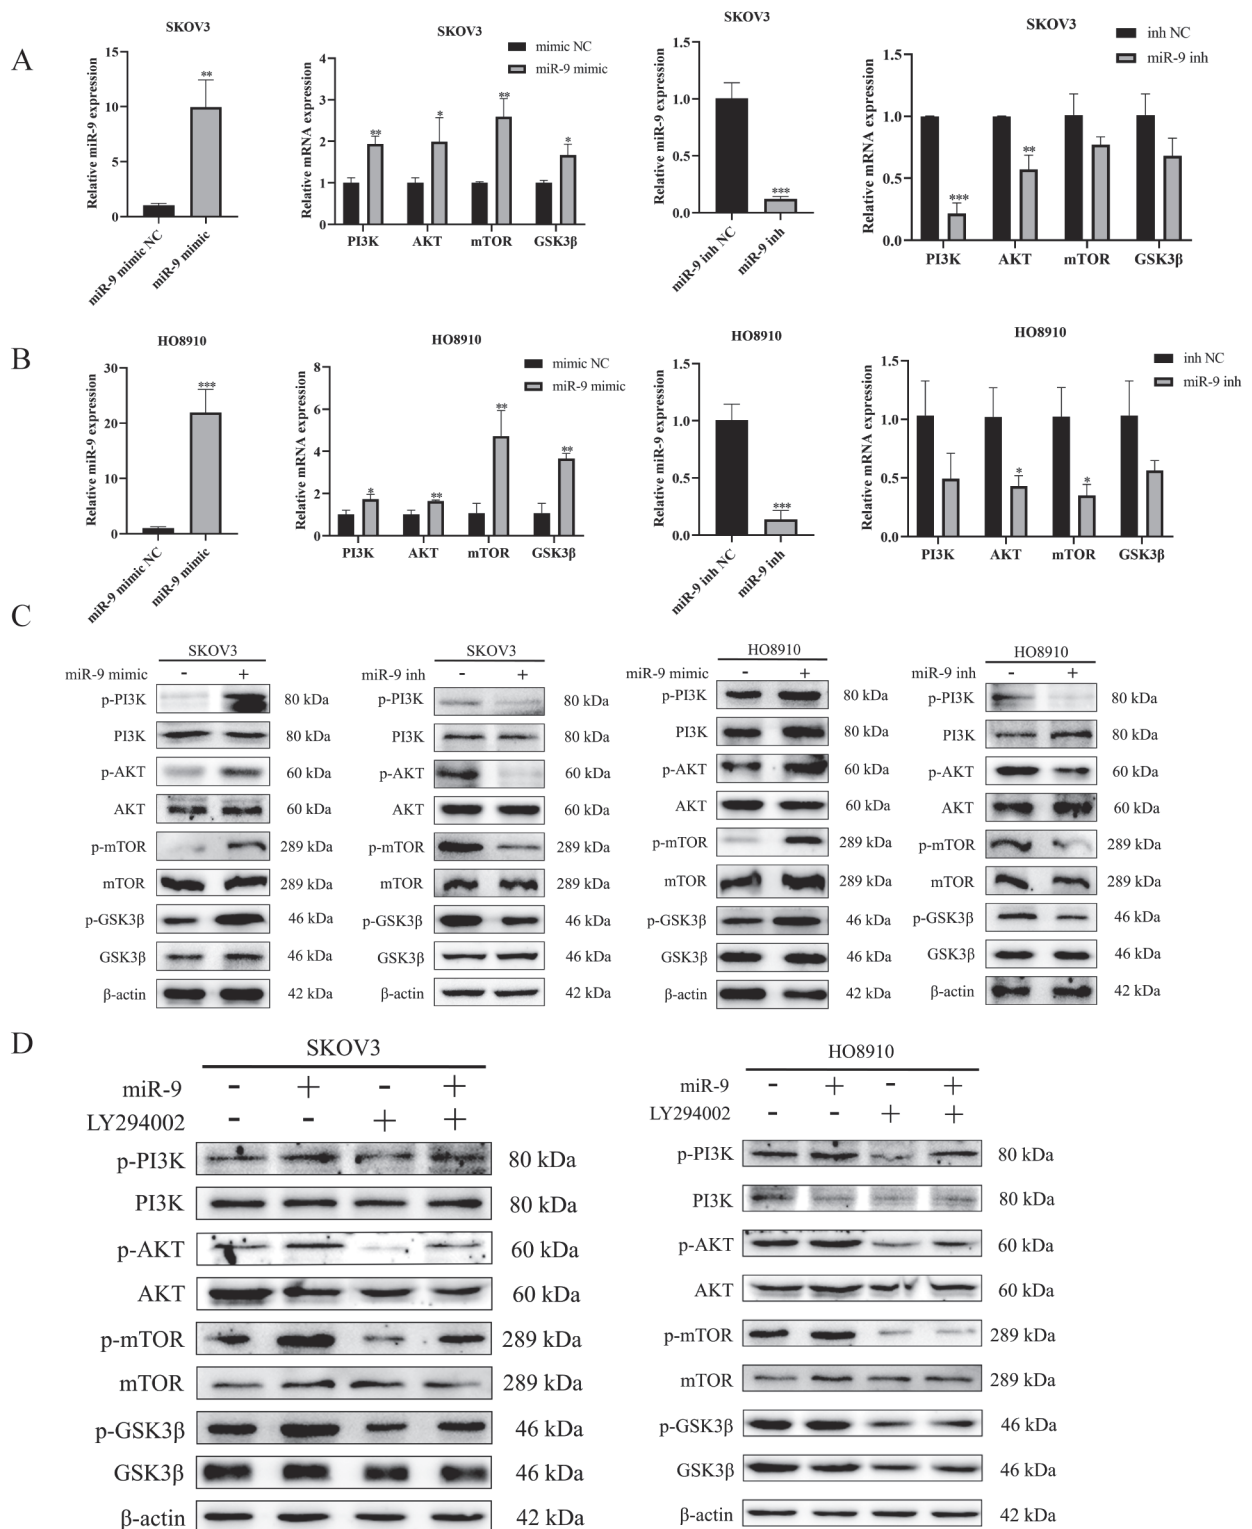 A
SKOV3
Relative miR-9 expression
15
10
5
0
**
miR-9 mimic NC
miR-9 mimic
SKOV3
mimic NC
miR-9 mimic
Relative mRNA expression
4
3
2
1
0
**
*
**
*
PI3K AKT mTOR GSK3β
SKOV3
Relative miR-9 expression
1.5
1.0
0.5
0.0
***
miR-9 inh NC
miR-9 inh
SKOV3
inh NC
miR-9 inh
Relative mRNA expression
1.5
1.0
0.5
0.0
***
**
PI3K AKT mTOR GSK3β
B
HO8910
Relative miR-9 expression
30
20
10
0
***
miR-9 mimic NC
miR-9 mimic
HO8910
mimic NC
miR-9 mimic
Relative mRNA expression
8
6
4
2
0
*
**
**
**
PI3K AKT mTOR GSK3β
HO8910
Relative miR-9 expression
1.5
1.0
0.5
0.0
***
miR-9 inh NC
miR-9 inh
HO8910
inh NC
miR-9 inh
Relative mRNA expression
1.5
1.0
0.5
0.0
*
*
PI3K AKT mTOR GSK3β
C
SKOV3
miR-9 mimic - +
p-PI3K 80 kDa
PI3K 80 kDa
p-AKT 60 kDa
AKT 60 kDa
p-mTOR 289 kDa
mTOR 289 kDa
p-GSK3β 46 kDa
GSK3β 46 kDa
β-actin 42 kDa
SKOV3
miR-9 inh - +
p-PI3K 80 kDa
PI3K 80 kDa
p-AKT 60 kDa
AKT 60 kDa
p-mTOR 289 kDa
mTOR 289 kDa
p-GSK3β 46 kDa
GSK3β 46 kDa
β-actin 42 kDa
HO8910
miR-9 mimic - +
p-PI3K 80 kDa
PI3K 80 kDa
p-AKT 60 kDa
AKT 60 kDa
p-mTOR 289 kDa
mTOR 289 kDa
p-GSK3β 46 kDa
GSK3β 46 kDa
β-actin 42 kDa
HO8910
miR-9 inh - +
p-PI3K 80 kDa
PI3K 80 kDa
p-AKT 60 kDa
AKT 60 kDa
p-mTOR 289 kDa
mTOR 289 kDa
p-GSK3β 46 kDa
GSK3β 46 kDa
β-actin 42 kDa
D
SKOV3
miR-9 - + - +
LY294002 - - + +
p-PI3K 80 kDa
PI3K 80 kDa
p-AKT 60 kDa
AKT 60 kDa
p-mTOR 289 kDa
mTOR 289 kDa
p-GSK3β 46 kDa
GSK3β 46 kDa
β-actin 42 kDa
HO8910
miR-9 - + - +
LY294002 - - + +
p-PI3K 80 kDa
PI3K 80 kDa
p-AKT 60 kDa
AKT 60 kDa
p-mTOR 289 kDa
mTOR 289 kDa
p-GSK3β 46 kDa
GSK3β 46 kDa
β-actin 42 kDa